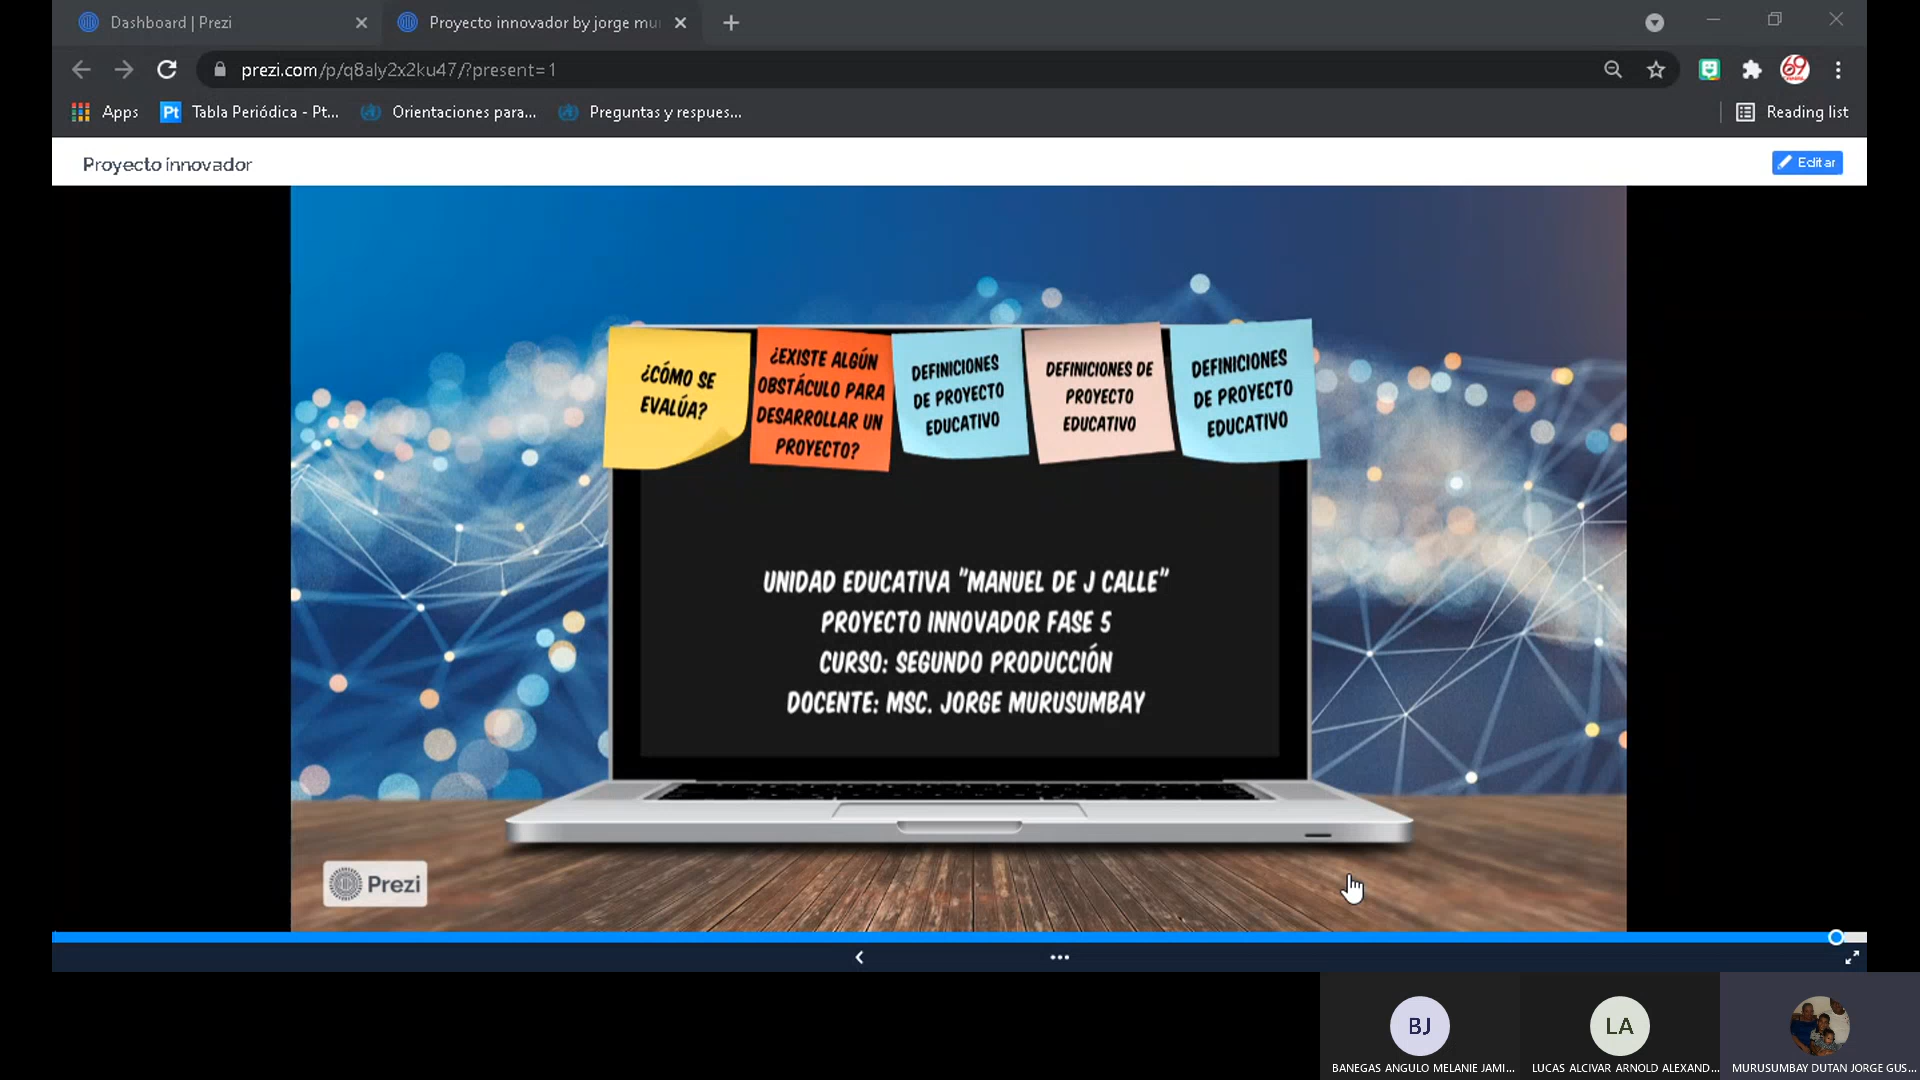 Dashboard | Prezi
Proyecto innovador by jorge mu
prezi.com/p/q8aly2x2ku47/?present=1
Apps
Pt
Tabla Periódica - Pt...
Orientaciones para...
Preguntas y respues...
Reading list
Proyecto innovador
Editar
¿CÓMO SE
EVALÚA?
¿EXISTE ALGÚN
OBSTÁCULO PARA
DESARROLLAR UN
PROYECTO?
DEFINICIONES
DE PROYECTO
EDUCATIVO
DEFINICIONES DE
PROYECTO
EDUCATIVO
DEFINICIONES
DE PROYECTO
EDUCATIVO
UNIDAD EDUCATIVA "MANUEL DE J CALLE"
PROYECTO INNOVADOR FASE 5
CURSO: SEGUNDO PRODUCCIÓN
DOCENTE: MSC. JORGE MURUSUMBAY
Prezi
BJ
LA
BANEGAS ANGULO MELANIE JAMI...
LUCAS ALCIVAR ARNOLD ALEXAND...
MURUSUMBAY DUTAN JORGE GUS...